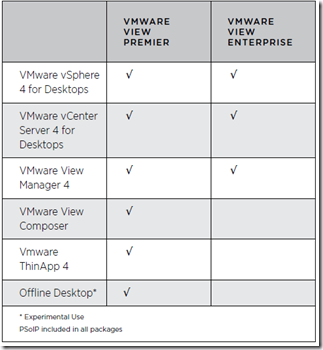 VMWARE VIEW PREMIER
VMWARE VIEW ENTERPRISE
VMware vSphere
4 for Desktops
√ √
VMware vCenter
Server 4 for
Desktops
√ √
VMware View
Manager 4
√ √
VMware View
Composer
√
Vmware
ThinApp 4
√
Offline Desktop*
√
* Experimental Use
PSoIP included in all packages